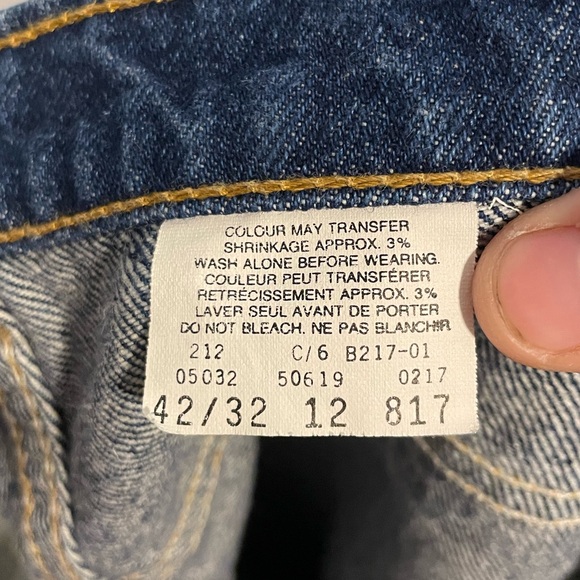 COLOUR MAY TRANSFER
SHRINKAGE APPROX. 3%
WASH ALONE BEFORE WEARING.
COULEUR PEUT TRANSFÉRER
RETRÉCISSEMENT APPROX. 3%
LAVER SEUL AVANT DE PORTER
DO NOT BLEACH. NE PAS BLANCHIR
212 C/6 B217-01
05032 50619 0217
42/32 12 817